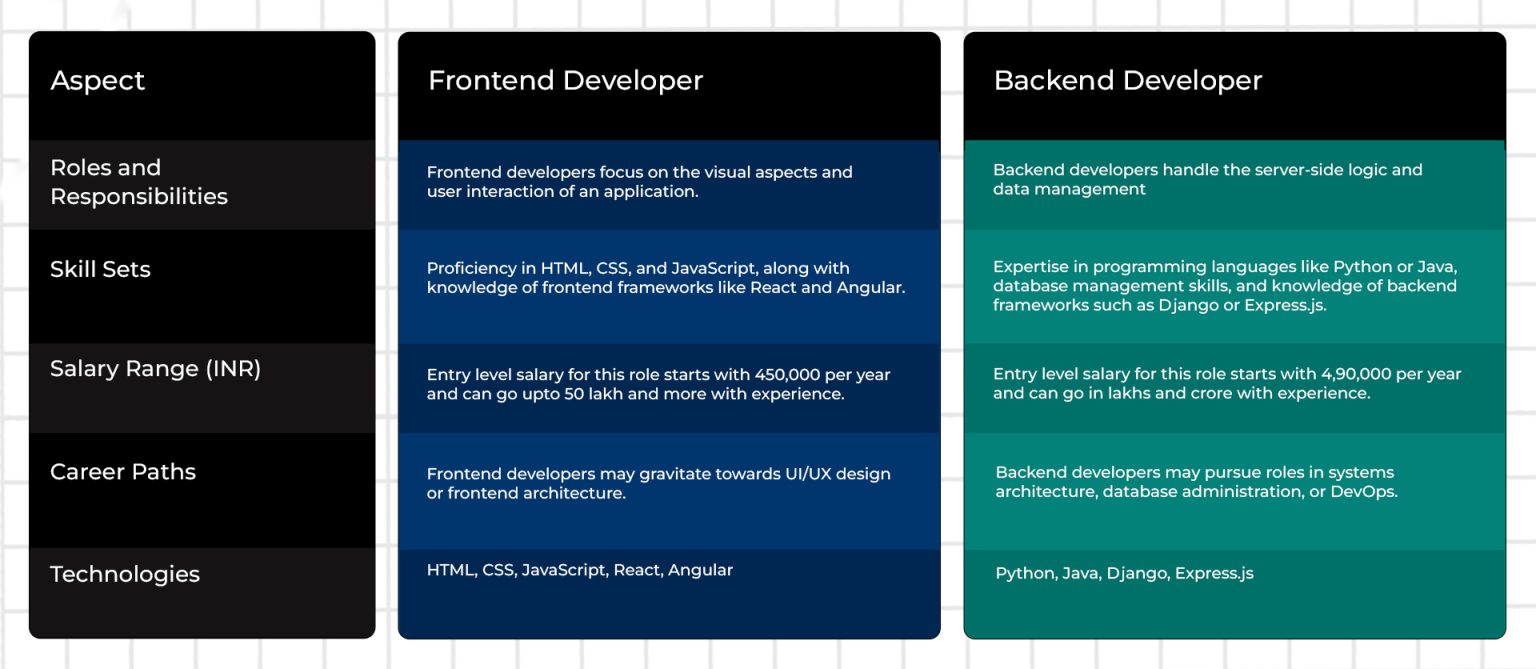 Aspect
Frontend Developer
Backend Developer
Roles and
Responsibilities
Frontend developers focus on the visual aspects and
user interaction of an application.
Backend developers handle the server-side logic and
data management
Skill Sets
Proficiency in HTML, CSS, and JavaScript, along with
knowledge of frontend frameworks like React and Angular.
Expertise in programming languages like Python or Java,
database management skills, and knowledge of backend
frameworks such as Django or Express.js.
Salary Range (INR)
Entry level salary for this role starts with 450,000 per year
and can go upto 50 lakh and more with experience.
Entry level salary for this role starts with 4,90,000 per year
and can go in lakhs and crore with experience.
Career Paths
Frontend developers may gravitate towards UI/UX design
or frontend architecture.
Backend developers may pursue roles in systems
architecture, database administration, or DevOps.
Technologies
HTML, CSS, JavaScript, React, Angular
Python, Java, Django, Express.js